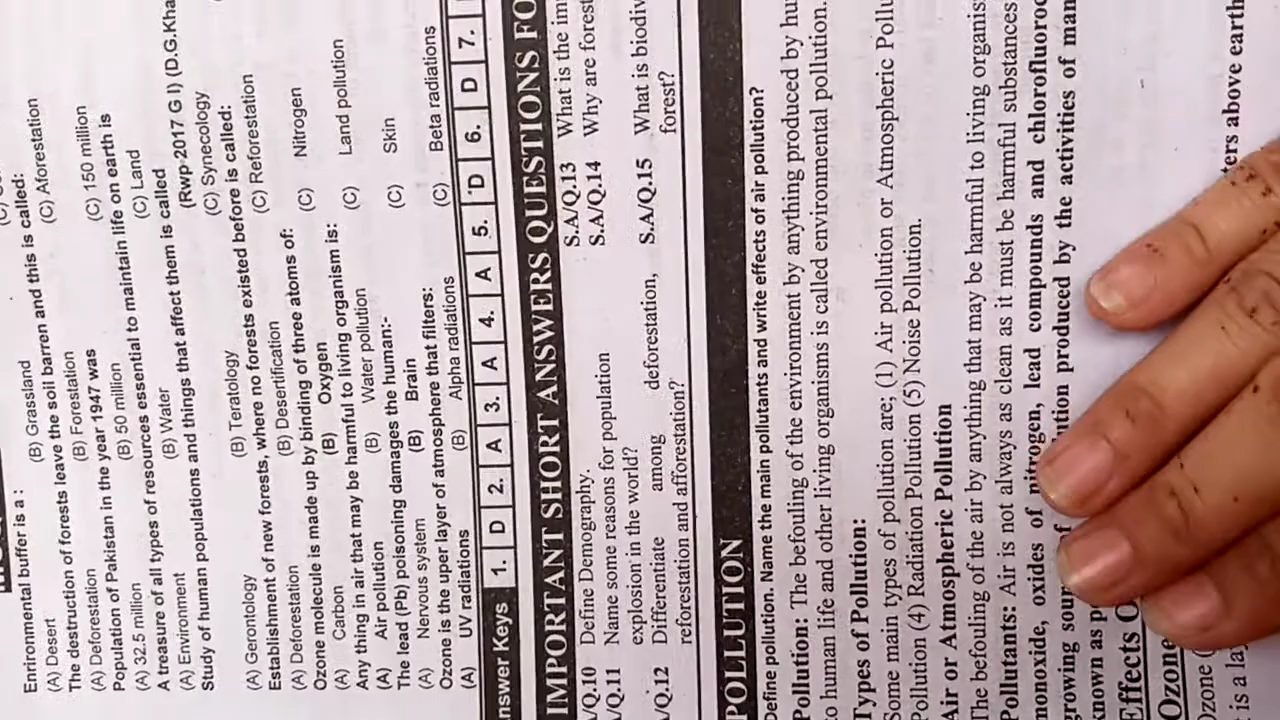 Enrironmental buffer is a :
(A) Desert (B) Grassland
The destruction of forests leave the soil barren and this is called:
(A) Deforestation (B) Forestation (C) Aforestation
Population of Pakistan in the year 1947 was
(A) 32.5 million (B) 50 million (C) 150 million
A treasure of all types of resources essential to maintain life on earth is
(A) Environment (B) Water (C) Land
Study of human populations and things that affect them is called
(Rwp-2017 G I) (D.G.Kha
(A) Gerontology (B) Teratology (C) Synecology
Establishment of new forests, where no forests existed before is called:
(A) Deforestation (B) Desertification (C) Reforestation
Ozone molecule is made up by binding of three atoms of:
(A) Carbon (B) Oxygen (C) Nitrogen
Any thing in air that may be harmful to living organism is:
(A) Air pollution (B) Water pollution (C) Land pollution
The lead (Pb) poisoning damages the human:-
(A) Nervous system (B) Brain (C) Skin
Ozone is the uper layer of atmosphere that filters:
(A) UV radiations (B) Alpha radiations (C) Beta radiations
nswer Keys 1. D 2. A 3. A 4. A 5. D 6. D 7.
IMPORTANT SHORT ANSWERS QUESTIONS FO
/Q.10 Define Demography.
/Q.11 Name some reasons for population
explosion in the world?
/Q.12 Differentiate among deforestation,
reforestation and afforestation?
S.A/Q.13 What is the im
S.A/Q.14 Why are forest
S.A/Q.15 What is biodiv
forest?
POLLUTION
Define pollution. Name the main pollutants and write effects of air pollution?
Pollution: The befouling of the environment by anything produced by hu
to human life and other living organisms is called environmental pollution.
Types of Pollution:
Some main types of pollution are; (1) Air pollution or Atmospheric Pollu
Pollution (4) Radiation Pollution (5) Noise Pollution.
Air or Atmospheric Pollution
The befouling of the air by anything that may be harmful to living organis
Pollutants: Air is not always as clean as it must be harmful substances
monoxide, oxides of nitrogen, lead compounds and chlorofluoroc
growing sour of ution produced by the activities of man
known as p
Effects O
Ozone
Ozone ters above earth
is a la